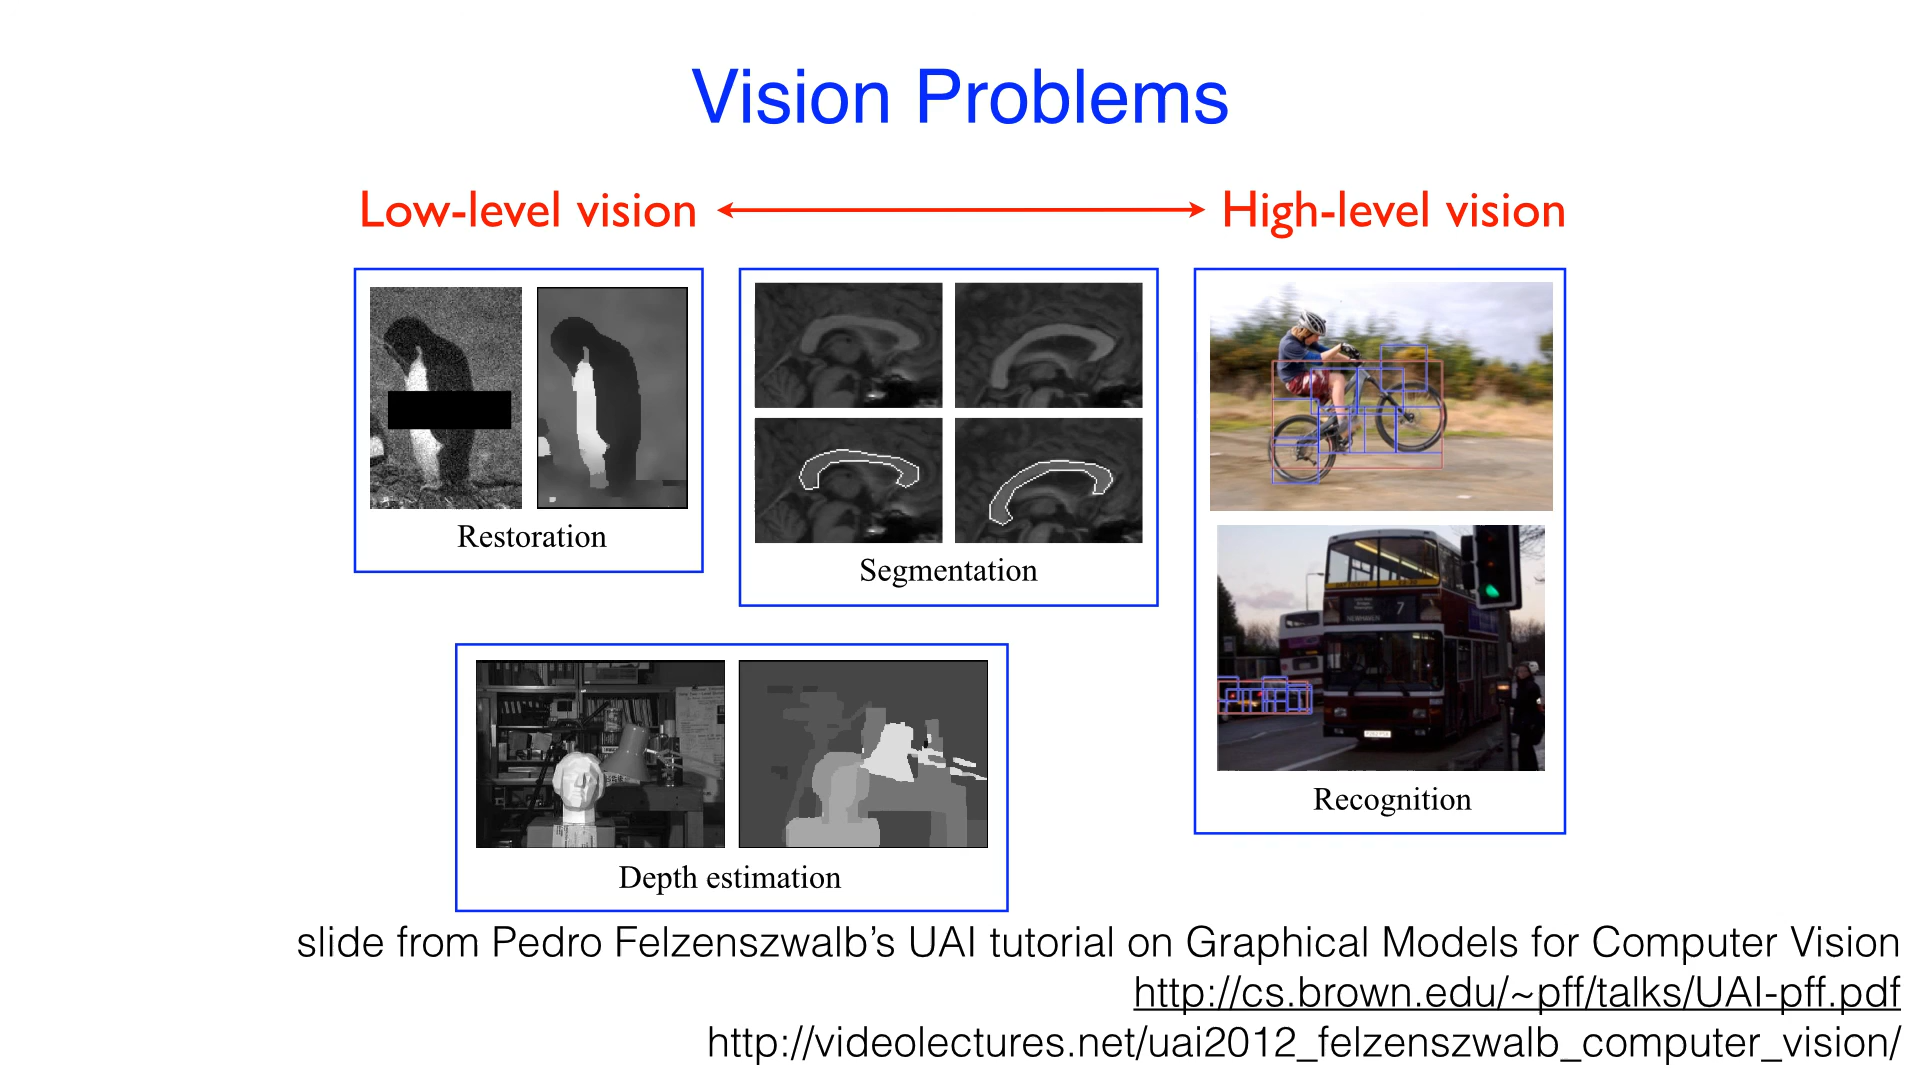 Vision Problems
Low-level vision
High-level vision
Restoration
Segmentation
7
Recognition
Depth estimation
slide from Pedro Felzenszwalb’s UAI tutorial on Graphical Models for Computer Vision
http://cs.brown.edu/~pff/talks/UAI-pff.pdf
http://videolectures.net/uai2012_felzenszwalb_computer_vision/